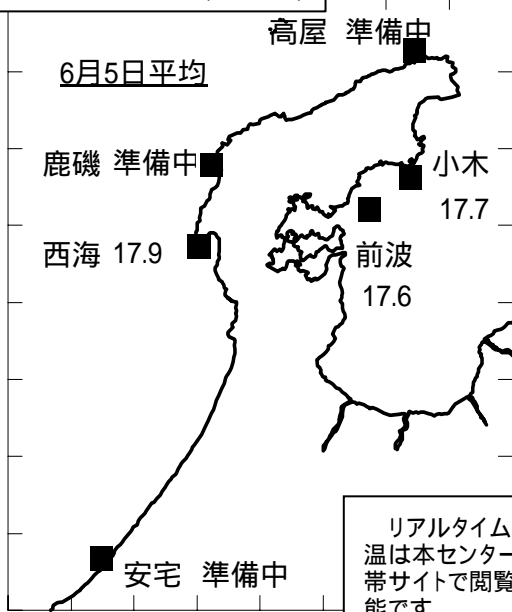 高屋 準備中
6月5日平均
鹿磯 準備中
小木
17.7
西海 17.9
前波
17.6
安宅 準備中
リアルタイム
温は本センター
帯サイトで閲覧
能です